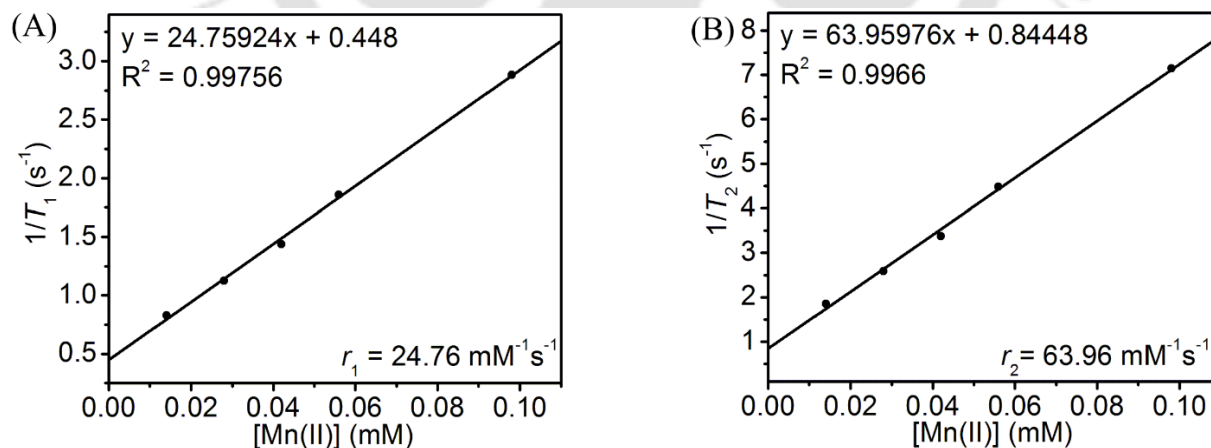 (A)
y = 24.75924x + 0.448
R² = 0.99756
1/T₁ (s⁻¹)
3.0
2.5
2.0
1.5
1.0
0.5
r₁ = 24.76 mM⁻¹s⁻¹
0.00 0.02 0.04 0.06 0.08 0.10
[Mn(II)] (mM)
(B)
y = 63.95976x + 0.84448
R² = 0.9966
1/T₂ (s⁻¹)
8
7
6
5
4
3
2
1
r₂= 63.96 mM⁻¹s⁻¹
0.00 0.02 0.04 0.06 0.08 0.10
[Mn(II)] (mM)